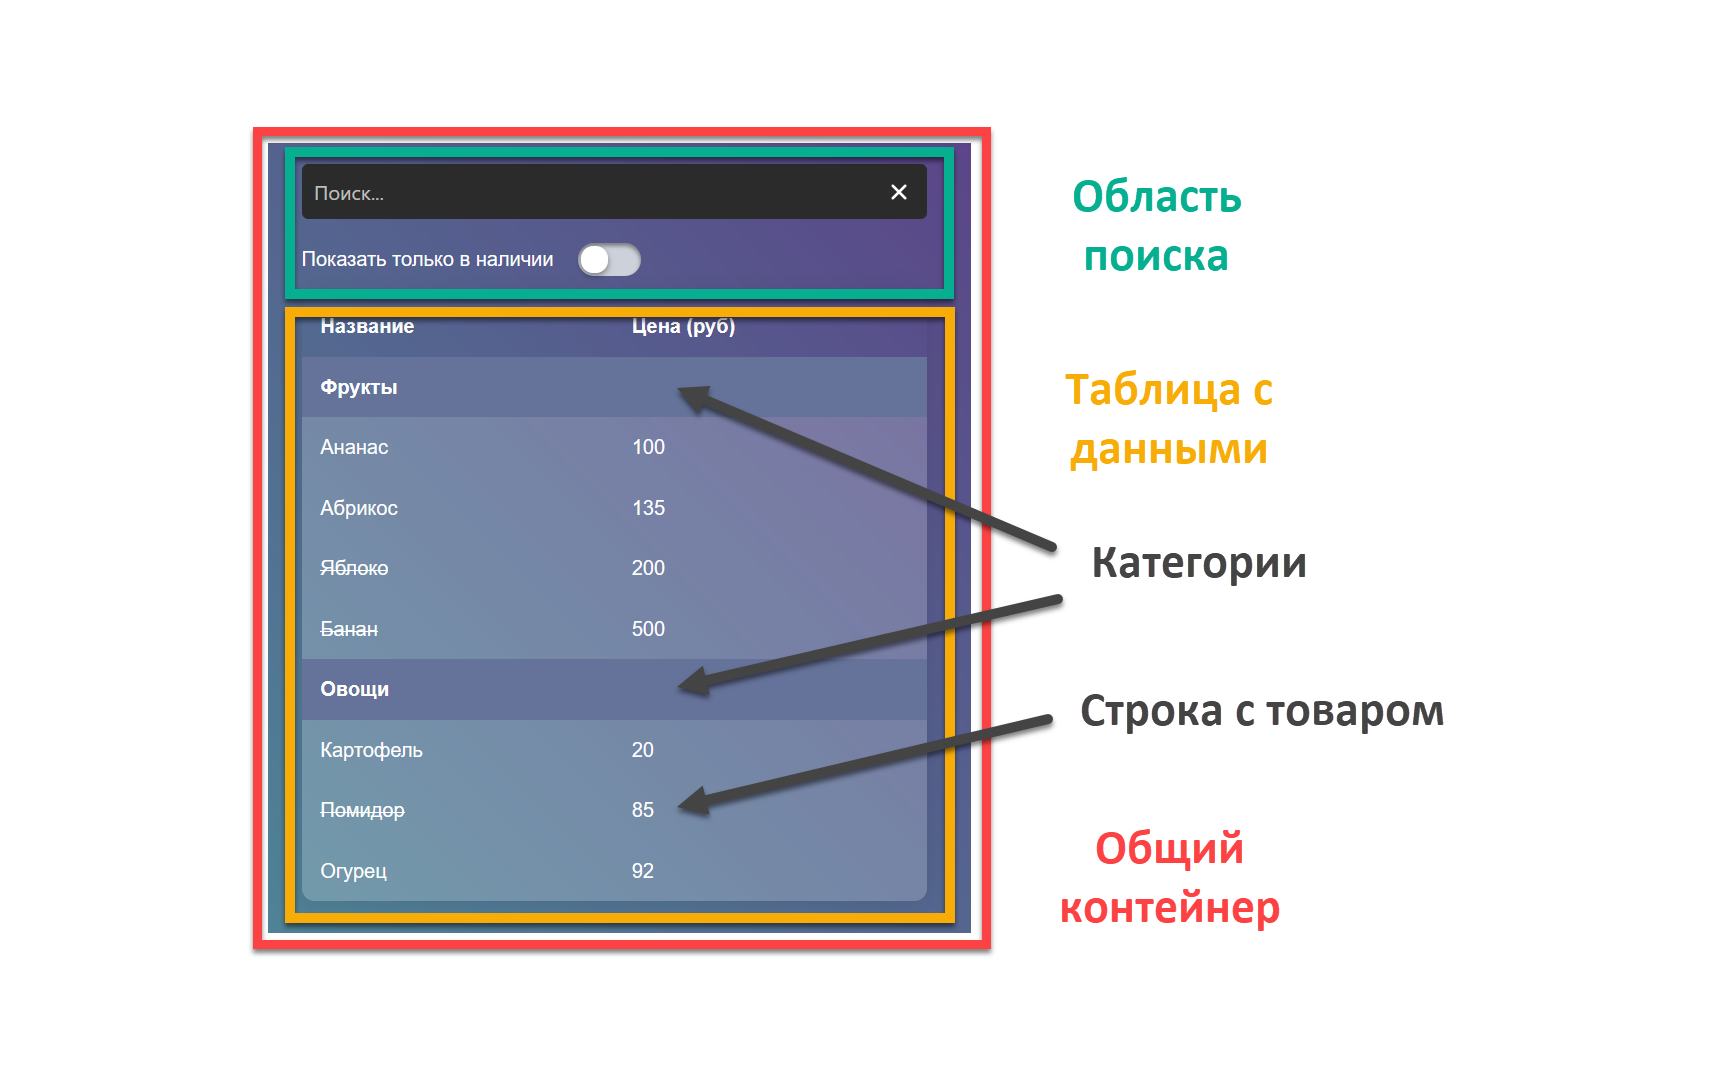 Поиск...
Показать только в наличии
Название Цена (руб)
Фрукты
Ананас 100
Абрикос 135
Яблоко 200
Банан 500
Овощи
Картофель 20
Помидор 85
Огурец 92
Область
поиска
Таблица с
данными
Категории
Строка с товаром
Общий
контейнер